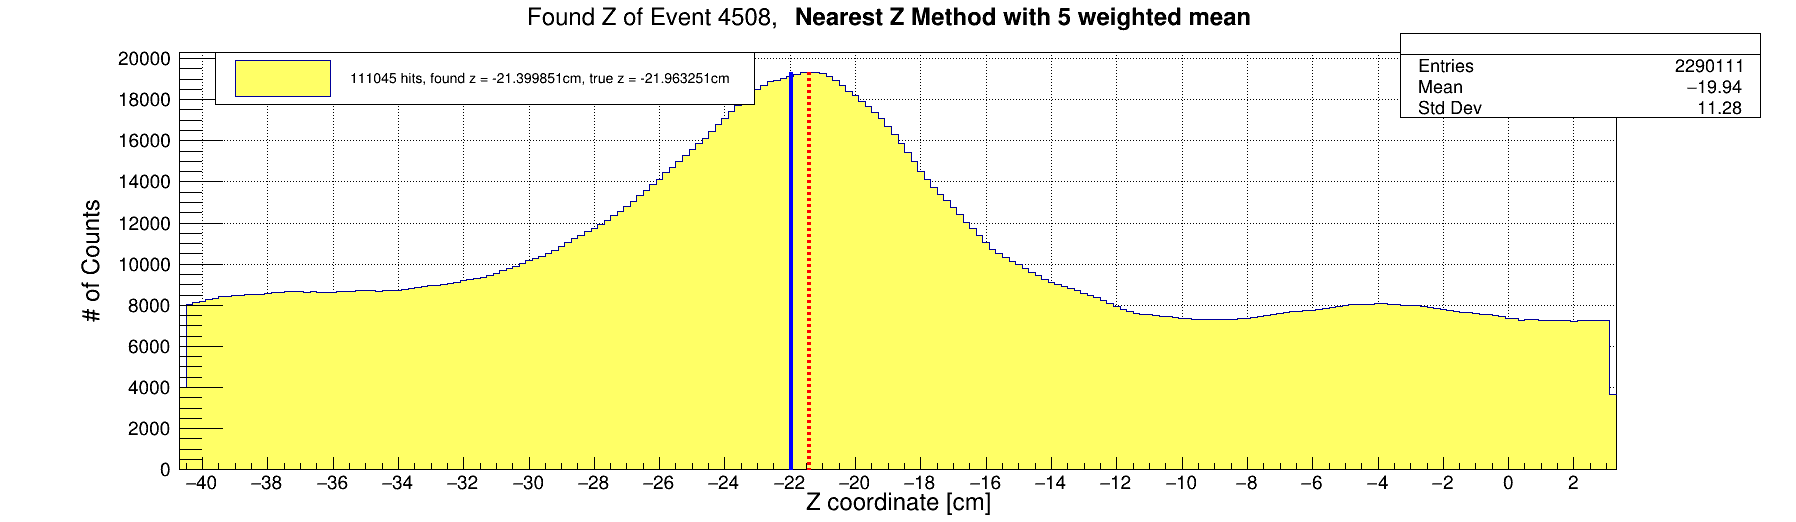 Found Z of Event 4508, Nearest Z Method with 5 weighted mean
111045 hits, found z = -21.399851cm, true z = -21.963251cm
Entries 2290111
Mean −19.94
Std Dev 11.28
# of Counts
20000
18000
16000
14000
12000
10000
8000
6000
4000
2000
0
−40 −38 −36 −34 −32 −30 −28 −26 −24 −22 −20 −18 −16 −14 −12 −10 −8 −6 −4 −2 0 2
Z coordinate [cm]